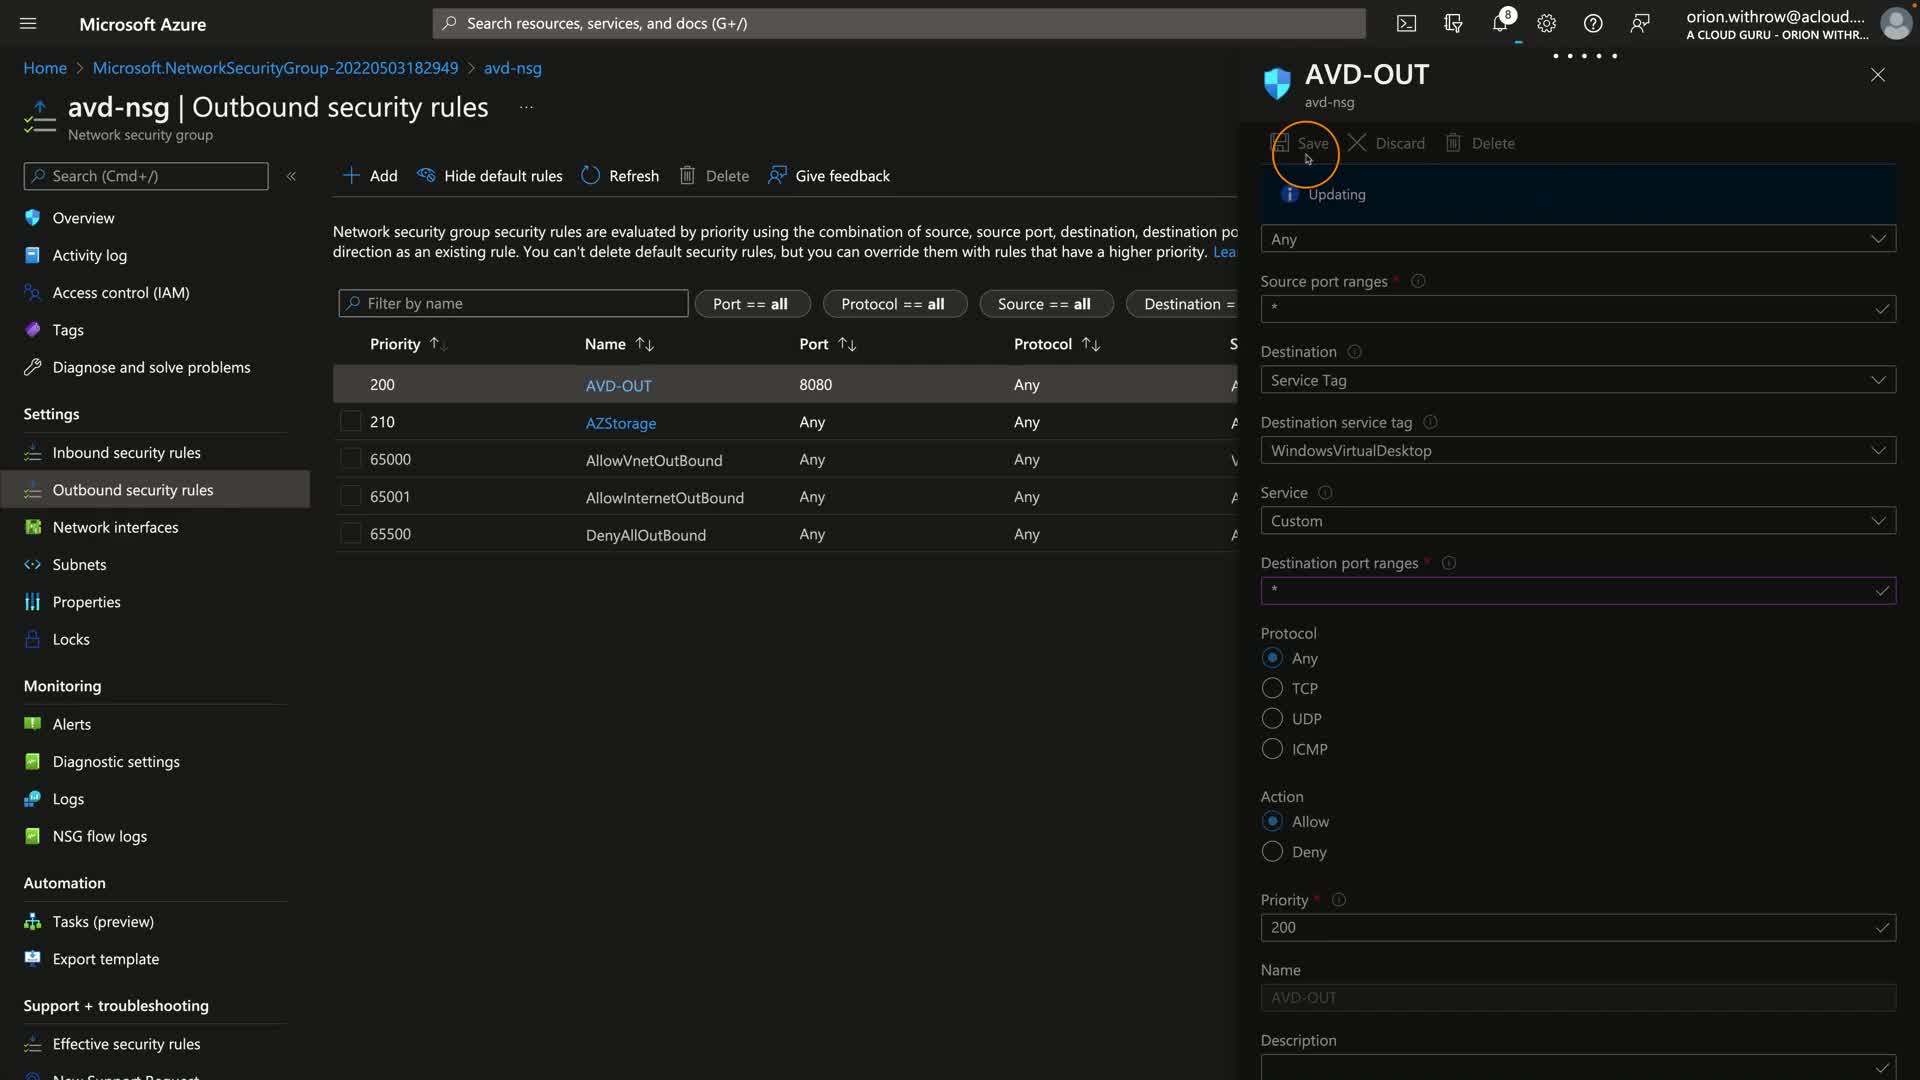 Microsoft Azure
Search resources, services, and docs (G+/)
8
orion.withrow@acloud....
A CLOUD GURU - ORION WITHR...
Home > Microsoft.NetworkSecurityGroup-20220503182949 > avd-nsg
avd-nsg | Outbound security rules ...
Network security group
Search (Cmd+/) «
Overview
Activity log
Access control (IAM)
Tags
Diagnose and solve problems
Settings
Inbound security rules
Outbound security rules
Network interfaces
Subnets
Properties
Locks
Monitoring
Alerts
Diagnostic settings
Logs
NSG flow logs
Automation
Tasks (preview)
Export template
Support + troubleshooting
Effective security rules
New Support Request
Add Hide default rules Refresh Delete Give feedback
Network security group security rules are evaluated by priority using the combination of source, source port, destination, destination po
direction as an existing rule. You can't delete default security rules, but you can override them with rules that have a higher priority. Lea
Filter by name Port == all Protocol == all Source == all Destination =
Priority ↑↓ Name ↑↓ Port ↑↓ Protocol ↑↓ S
200 AVD-OUT 8080 Any A
210 AZStorage Any Any A
65000 AllowVnetOutBound Any Any V
65001 AllowInternetOutBound Any Any A
65500 DenyAllOutBound Any Any A
AVD-OUT
avd-nsg
Save Discard Delete
Updating
Any
Source port ranges *
*
Destination
Service Tag
Destination service tag
WindowsVirtualDesktop
Service
Custom
Destination port ranges *
*
Protocol
Any
TCP
UDP
ICMP
Action
Allow
Deny
Priority *
200
Name
AVD-OUT
Description